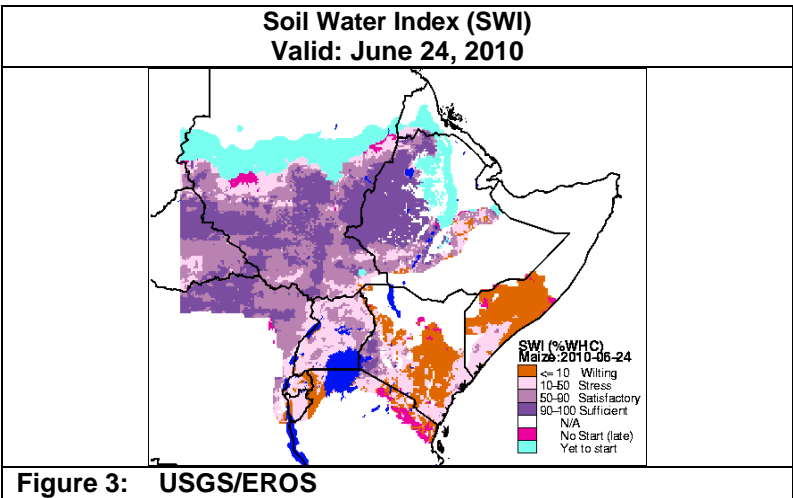 Soil Water Index (SWI)
Valid: June 24, 2010
SWI (%WHC)
Maize:2010-06-24
<= 10 Wilting
10-50 Stress
50-90 Satisfactory
90-100 Sufficient
N/A
No Start (late)
Yet to start
Figure 3: USGS/EROS